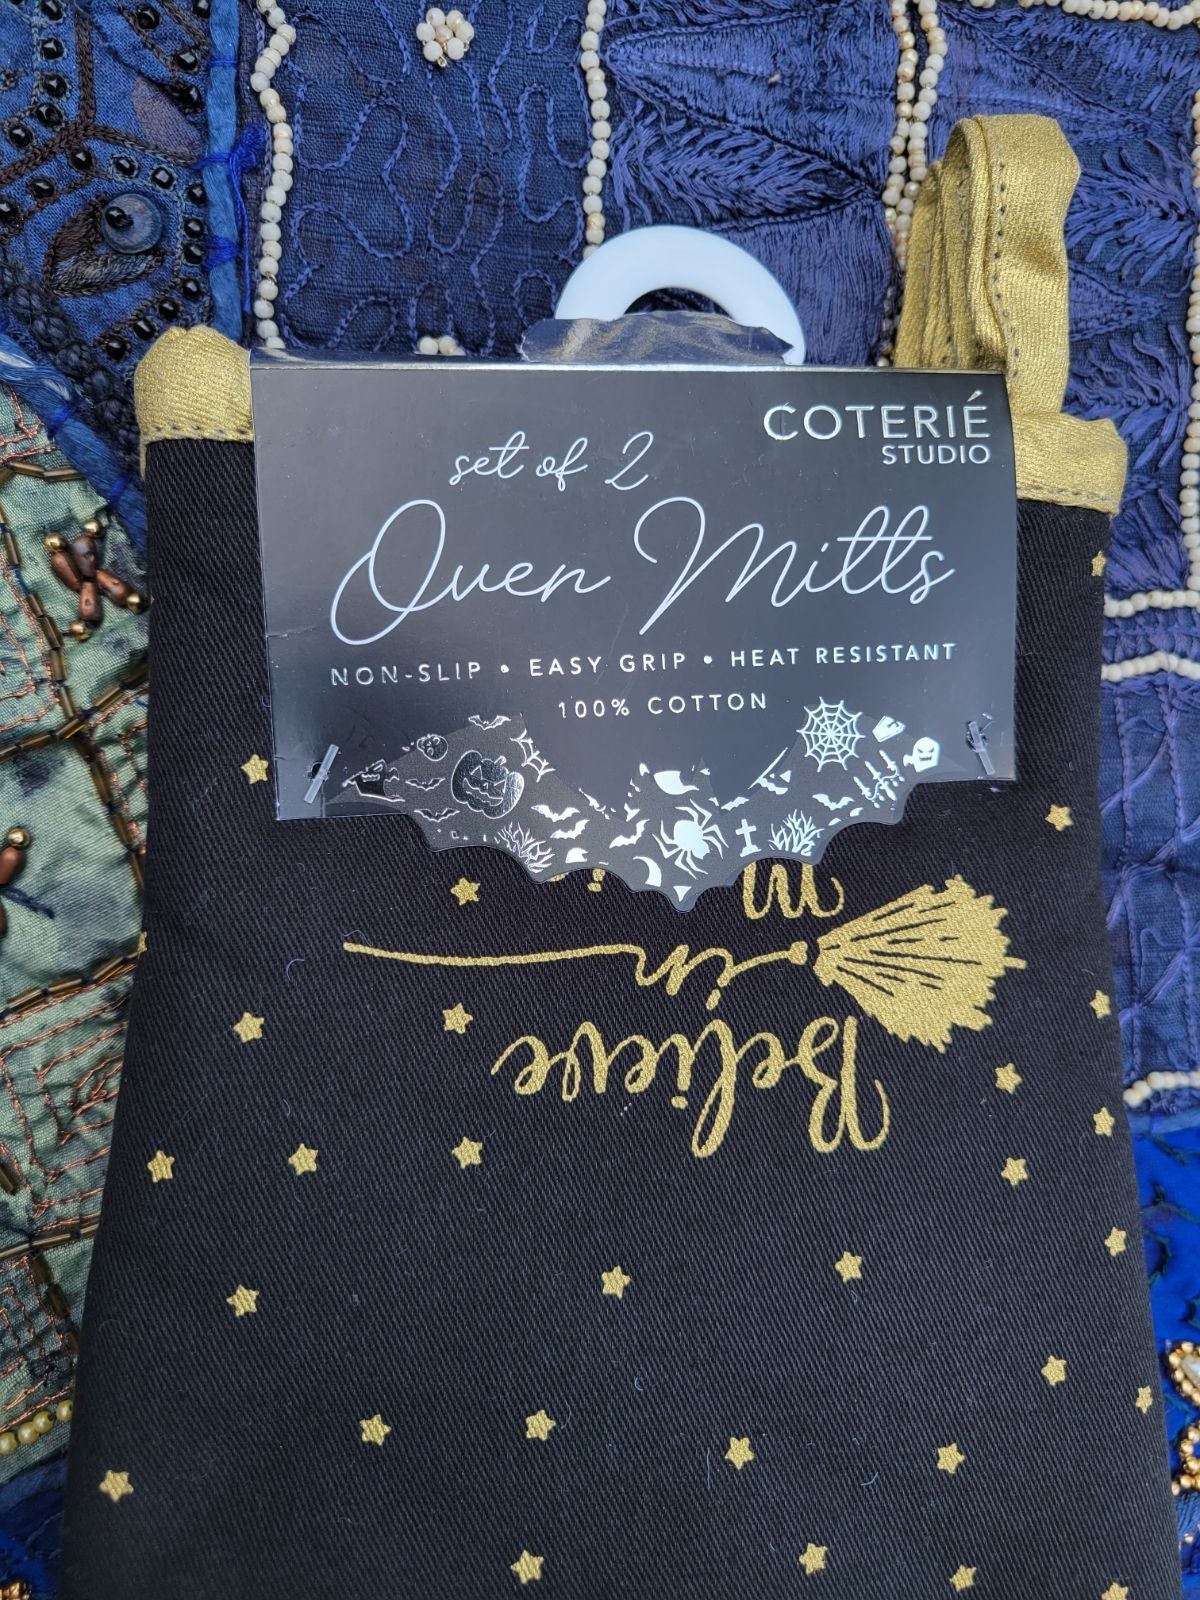 COTERIÉ
STUDIO
set of 2
Oven Mitts
NON-SLIP • EASY GRIP • HEAT RESISTANT
100% COTTON
Believe
in